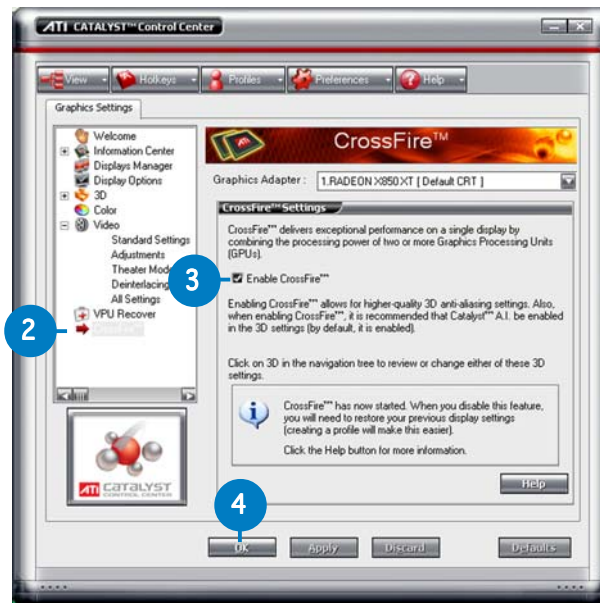 ATI CATALYST™ Control Center
View Hotkeys Profiles Preferences Help
Graphics Settings
Welcome
Information Center
Displays Manager
Display Options
3D
Color
Video
Standard Settings
Adjustments
Theater Mode
Deinterlacing
All Settings
VPU Recover
CrossFire™
2
CrossFire™
Graphics Adapter : 1.RADEON X850 XT [ Default CRT ]
CrossFire™ Settings
CrossFire™ delivers exceptional performance on a single display by
combining the processing power of two or more Graphics Processing Units
(GPUs).
3
Enable CrossFire™
Enabling CrossFire™ allows for higher-quality 3D anti-aliasing settings. Also,
when enabling CrossFire™, it is recommended that Catalyst™ A.I. be enabled
in the 3D settings (by default, it is enabled).
Click on 3D in the navigation tree to review or change either of these 3D
settings.
CrossFire™ has now started. When you disable this feature,
you will need to restore your previous display settings
(creating a profile will make this easier).
Click the Help button for more information.
Help
ATI CATALYST
CONTROL CENTER
4
OK Apply Discard Defaults